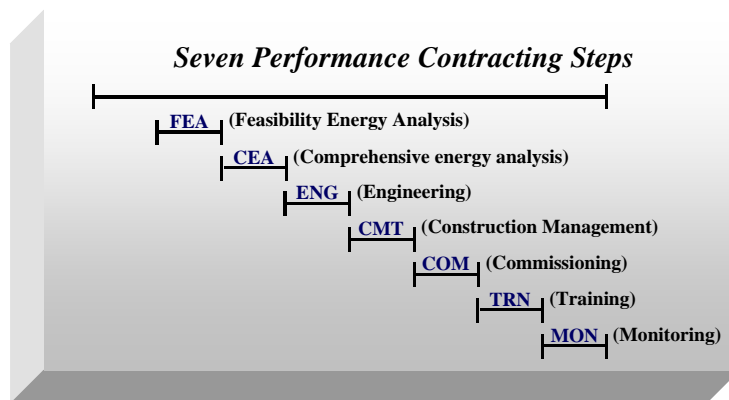 Seven Performance Contracting Steps
FEA (Feasibility Energy Analysis)
CEA (Comprehensive energy analysis)
ENG (Engineering)
CMT (Construction Management)
COM (Commissioning)
TRN (Training)
MON (Monitoring)